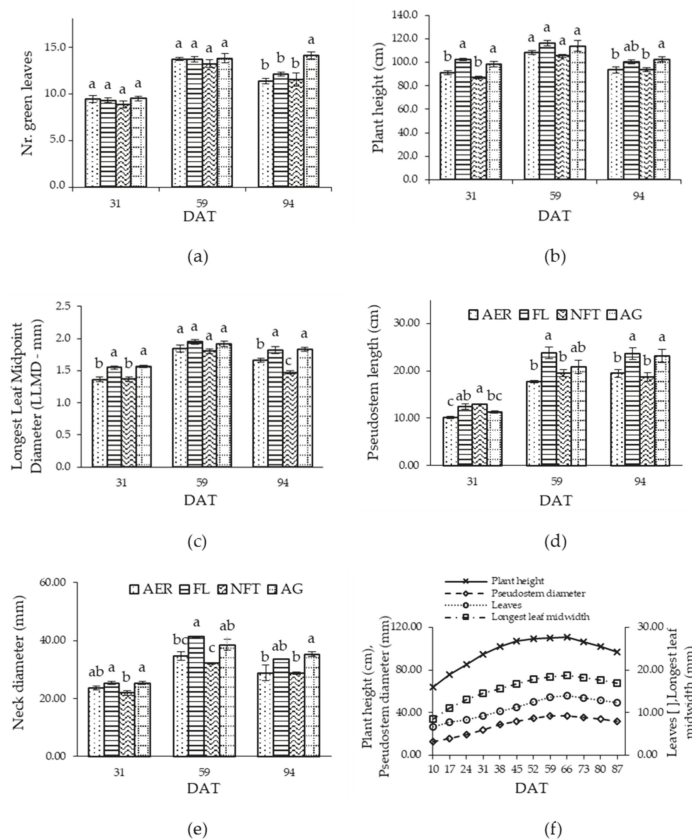 15.0
10.0
5.0
0.0
Nr. green leaves
a a a a
a a a a
b b b a
31 59 94
DAT
(a)
140.0
120.0
100.0
80.0
60.0
40.0
20.0
0.0
Plant height (cm)
b a b a
a a a a
b ab b a
31 59 94
DAT
(b)
2.5
2.0
1.5
1.0
0.5
0.0
Longest Leaf Midpoint
Diameter (LLMD - mm)
b a b a
a a a a
b a c a
31 59 94
DAT
(c)
30.00
20.00
10.00
0.00
Pseudostem length (cm)
AER FL NFT AG
c ab a bc
b a b ab
b a b a
31 59 94
DAT
(d)
60.00
40.00
20.00
0.00
Neck diameter (mm)
AER FL NFT AG
ab a b a
bc a c ab
b ab b a
31 59 94
DAT
(e)
Plant height
Pseudostem diameter
Leaves
Longest leaf midwidth
120.00
80.00
40.00
0.00
Plant height (cm),
Pseudostem diameter (mm)
30.00
20.00
10.00
0.00
Leaves [ ],Longest leaf
midwidth (mm)
10 17 24 31 38 45 52 59 66 73 80 87
DAT
(f)